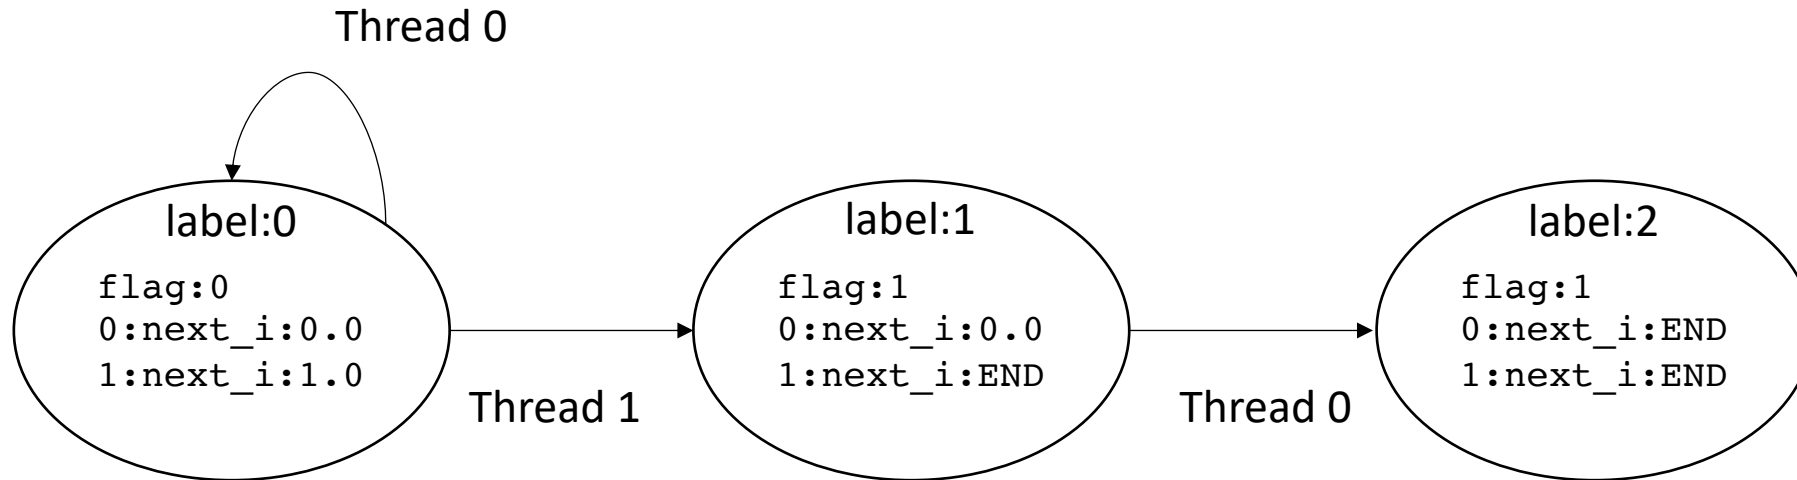 Thread 0
label:0
flag:0
0:next_i:0.0
1:next_i:1.0
Thread 1
label:1
flag:1
0:next_i:0.0
1:next_i:END
Thread 0
label:2
flag:1
0:next_i:END
1:next_i:END